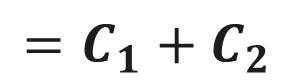 = C₁ + C₂